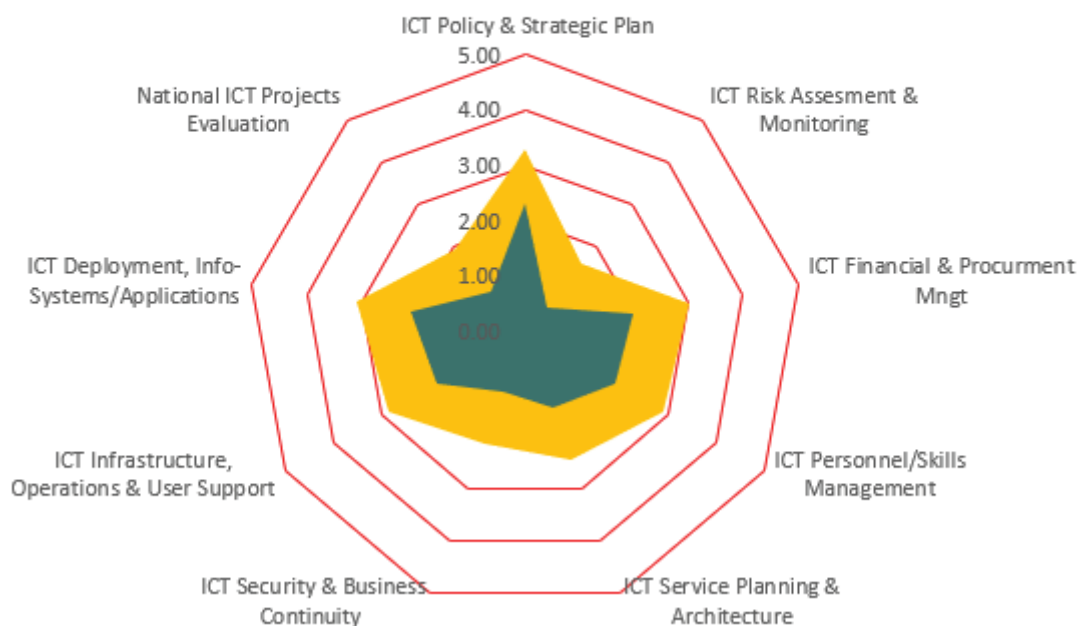 ICT Policy & Strategic Plan
5.00
National ICT Projects
Evaluation
ICT Risk Assesment &
Monitoring
4.00
3.00
2.00
ICT Deployment, Info-
Systems/Applications
1.00
ICT Financial & Procurment
Mngt
0.00
ICT Infrastructure,
Operations & User Support
ICT Personnel/Skills
Management
ICT Security & Business
Continuity
ICT Service Planning &
Architecture